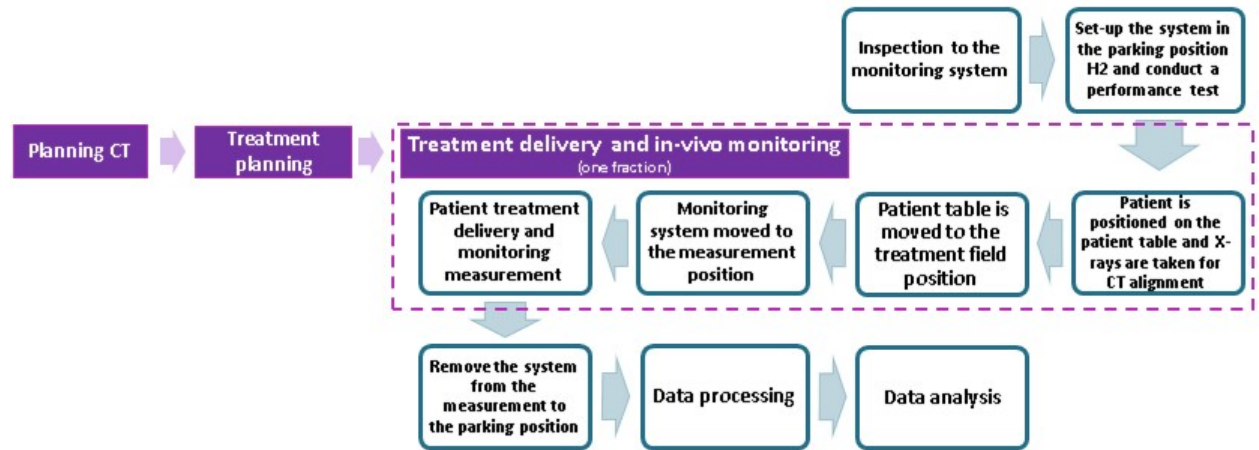 Inspection to the
monitoring system
Set-up the system in
the parking position
H2 and conduct a
performance test
Planning CT
Treatment
planning
Treatment delivery and in-vivo monitoring
(one fraction)
Patient treatment
delivery and
monitoring
measurement
Monitoring
system moved to
the measurement
position
Patient table is
moved to the
treatment field
position
Patient is
positioned on the
patient table and X-
rays are taken for
CT alignment
Remove the system
from the
measurement to
the parking position
Data processing
Data analysis